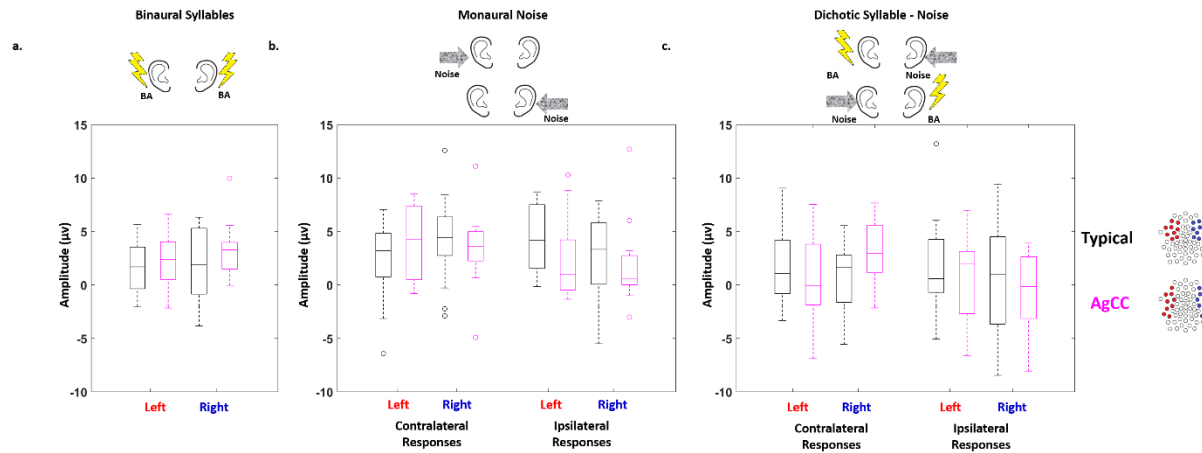 Binaural Syllables
Monaural Noise
Dichotic Syllable - Noise
a.
b.
c.
BA
BA
Noise
Noise
BA
Noise
Noise
BA
15
10
5
0
-5
-10
Amplitude (µv)
Left
Right
15
10
5
0
-5
-10
Amplitude (µv)
Left
Right
Left
Right
Contralateral
Responses
Ipsilateral
Responses
15
10
5
0
-5
-10
Amplitude (µv)
Left
Right
Left
Right
Contralateral
Responses
Ipsilateral
Responses
Typical
AgCC